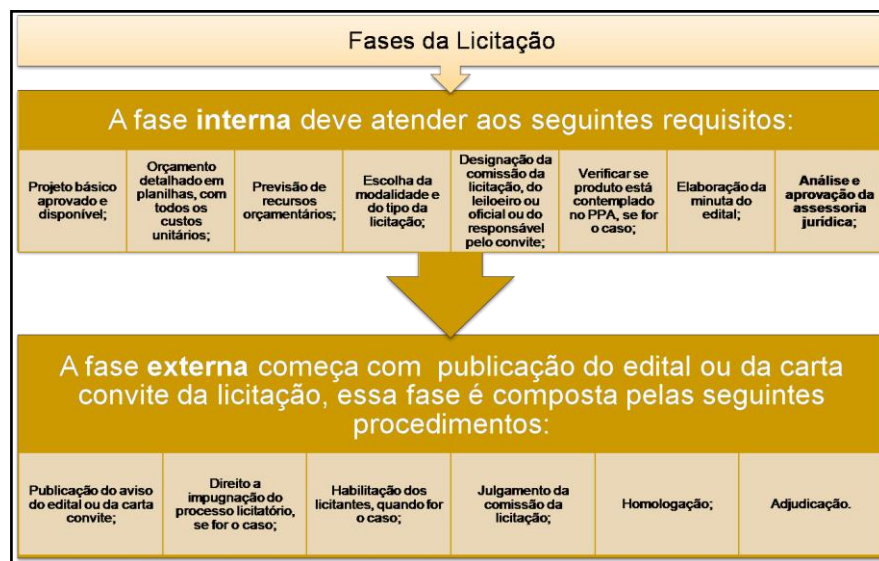 Fases da Licitação
A fase interna deve atender aos seguintes requisitos:
Projeto básico
aprovado e
disponível;
Orçamento
detalhado em
planilhas, com
todos os
custos
unitários;
Previsão de
recursos
orçamentários;
Escolha da
modalidade e
do tipo da
licitação;
Designação da
comissão da
licitação, do
leiloeiro ou
oficial ou do
responsável
pelo convite;
Verificar se
produto está
contemplado
no PPA, se for
o caso;
Elaboração da
minuta do
edital;
Análise e
aprovação da
assessoria
jurídica;
A fase externa começa com publicação do edital ou da carta
convite da licitação, essa fase é composta pelas seguintes
procedimentos:
Publicação do aviso
do edital ou da carta
convite;
Direito a
impugnação do
processo licitatório,
se for o caso;
Habilitação dos
licitantes, quando for
o caso;
Julgamento da
comissão da
licitação;
Homologação;
Adjudicação.